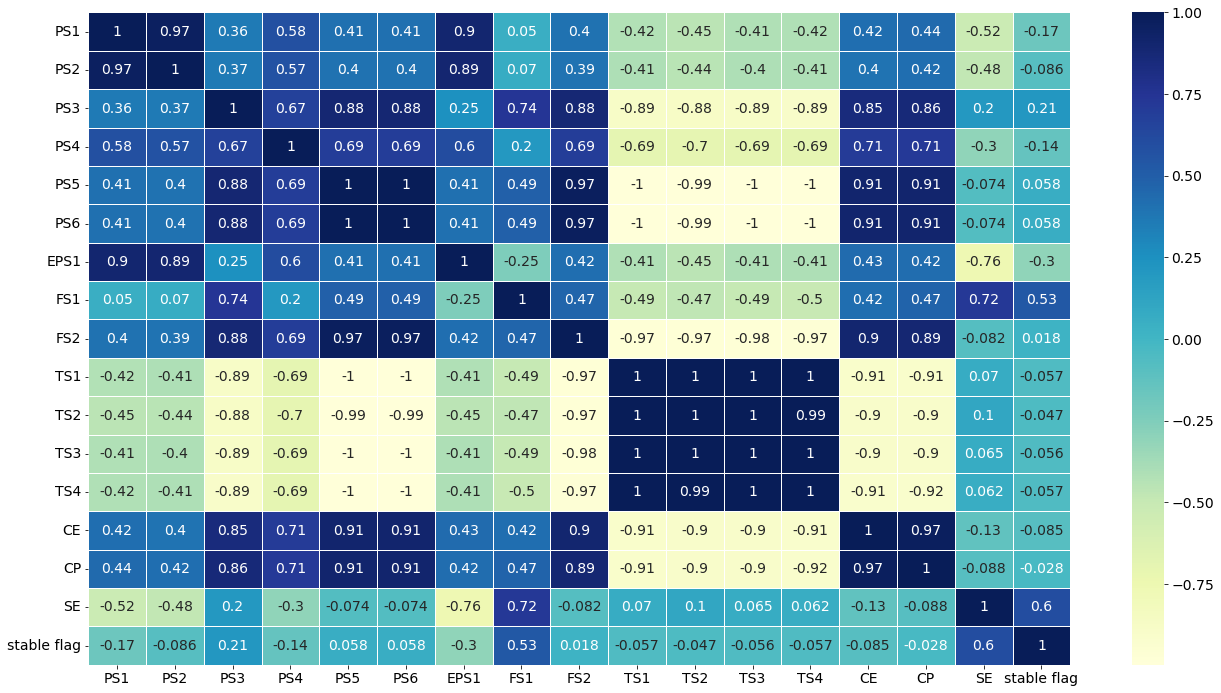 PS1 1 0.97 0.36 0.58 0.41 0.41 0.9 0.05 0.4 -0.42 -0.45 -0.41 -0.42 0.42 0.44 -0.52 -0.17
PS2 0.97 1 0.37 0.57 0.4 0.4 0.89 0.07 0.39 -0.41 -0.44 -0.4 -0.41 0.4 0.42 -0.48 -0.086
PS3 0.36 0.37 1 0.67 0.88 0.88 0.25 0.74 0.88 -0.89 -0.88 -0.89 -0.89 0.85 0.86 0.2 0.21
PS4 0.58 0.57 0.67 1 0.69 0.69 0.6 0.2 0.69 -0.69 -0.7 -0.69 -0.69 0.71 0.71 -0.3 -0.14
PS5 0.41 0.4 0.88 0.69 1 1 0.41 0.49 0.97 -1 -0.99 -1 -1 0.91 0.91 -0.074 0.058
PS6 0.41 0.4 0.88 0.69 1 1 0.41 0.49 0.97 -1 -0.99 -1 -1 0.91 0.91 -0.074 0.058
EPS1 0.9 0.89 0.25 0.6 0.41 0.41 1 -0.25 0.42 -0.41 -0.45 -0.41 -0.41 0.43 0.42 -0.76 -0.3
FS1 0.05 0.07 0.74 0.2 0.49 0.49 -0.25 1 0.47 -0.49 -0.47 -0.49 -0.5 0.42 0.47 0.72 0.53
FS2 0.4 0.39 0.88 0.69 0.97 0.97 0.42 0.47 1 -0.97 -0.97 -0.98 -0.97 0.9 0.89 -0.082 0.018
TS1 -0.42 -0.41 -0.89 -0.69 -1 -1 -0.41 -0.49 -0.97 1 1 1 1 -0.91 -0.91 0.07 -0.057
TS2 -0.45 -0.44 -0.88 -0.7 -0.99 -0.99 -0.45 -0.47 -0.97 1 1 1 0.99 -0.9 -0.9 0.1 -0.047
TS3 -0.41 -0.4 -0.89 -0.69 -1 -1 -0.41 -0.49 -0.98 1 1 1 1 -0.9 -0.9 0.065 -0.056
TS4 -0.42 -0.41 -0.89 -0.69 -1 -1 -0.41 -0.5 -0.97 1 0.99 1 1 -0.91 -0.92 0.062 -0.057
CE 0.42 0.4 0.85 0.71 0.91 0.91 0.43 0.42 0.9 -0.91 -0.9 -0.9 -0.91 1 0.97 -0.13 -0.085
CP 0.44 0.42 0.86 0.71 0.91 0.91 0.42 0.47 0.89 -0.91 -0.9 -0.9 -0.92 0.97 1 -0.088 -0.028
SE -0.52 -0.48 0.2 -0.3 -0.074 -0.074 -0.76 0.72 -0.082 0.07 0.1 0.065 0.062 -0.13 -0.088 1 0.6
stable flag -0.17 -0.086 0.21 -0.14 0.058 0.058 -0.3 0.53 0.018 -0.057 -0.047 -0.056 -0.057 -0.085 -0.028 0.6 1
PS1 PS2 PS3 PS4 PS5 PS6 EPS1 FS1 FS2 TS1 TS2 TS3 TS4 CE CP SE stable flag
1.00
0.75
0.50
0.25
0.00
-0.25
-0.50
-0.75